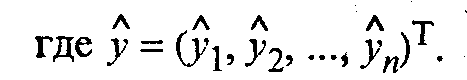 где ŷ = (ŷ₁, ŷ₂, ..., ŷₙ)ᵀ.